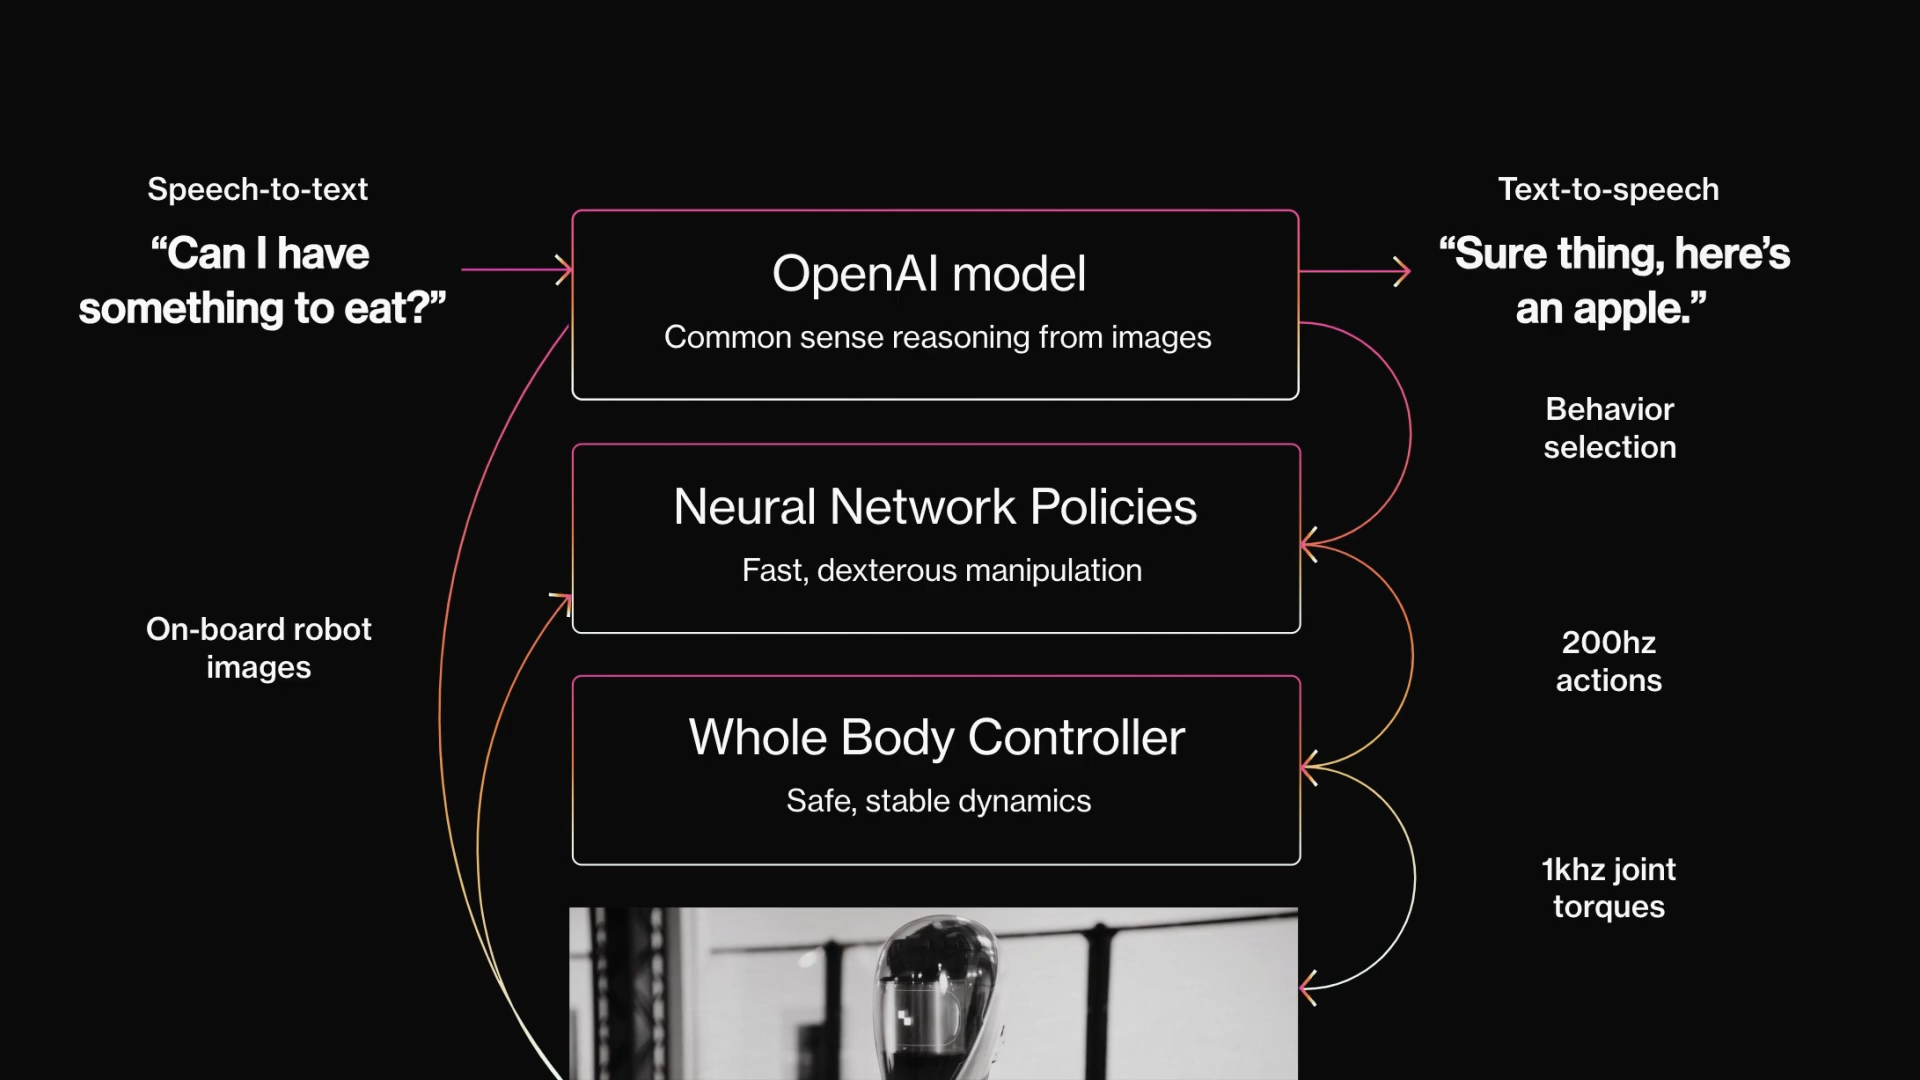 Speech-to-text
“Can I have
something to eat?”
OpenAI model
Common sense reasoning from images
Text-to-speech
“Sure thing, here’s
an apple.”
Behavior
selection
Neural Network Policies
Fast, dexterous manipulation
On-board robot
images
200hz
actions
Whole Body Controller
Safe, stable dynamics
1khz joint
torques